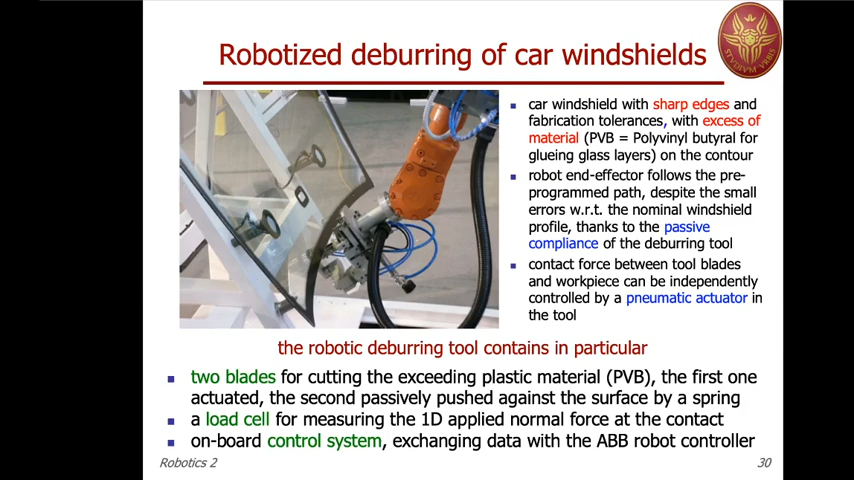 Robotized deburring of car windshields
STVDIVM VRBIS
car windshield with sharp edges and
fabrication tolerances, with excess of
material (PVB = Polyvinyl butyral for
glueing glass layers) on the contour
robot end-effector follows the pre-
programmed path, despite the small
errors w.r.t. the nominal windshield
profile, thanks to the passive
compliance of the deburring tool
contact force between tool blades
and workpiece can be independently
controlled by a pneumatic actuator in
the tool
the robotic deburring tool contains in particular
two blades for cutting the exceeding plastic material (PVB), the first one
actuated, the second passively pushed against the surface by a spring
a load cell for measuring the 1D applied normal force at the contact
on-board control system, exchanging data with the ABB robot controller
Robotics 2
30